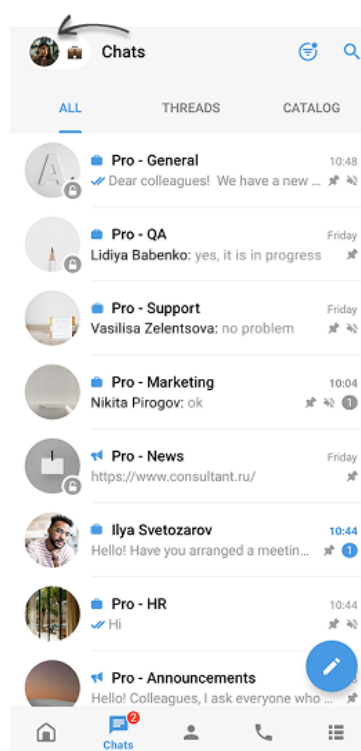 Chats
ALL THREADS CATALOG
Pro - General 10:48
Dear colleagues! We have a new ...
Pro - QA Friday
Lidiya Babenko: yes, it is in progress
Pro - Support Friday
Vasilisa Zelentsova: no problem
Pro - Marketing 10:04
Nikita Pirogov: ok 1
Pro - News Friday
https://www.consultant.ru/
Ilya Svetozarov 10:44
Hello! Have you arranged a meetin... 1
Pro - HR 10:44
Hi
Pro - Announcements
Hello! Colleagues, I ask everyone who ...
2
Chats